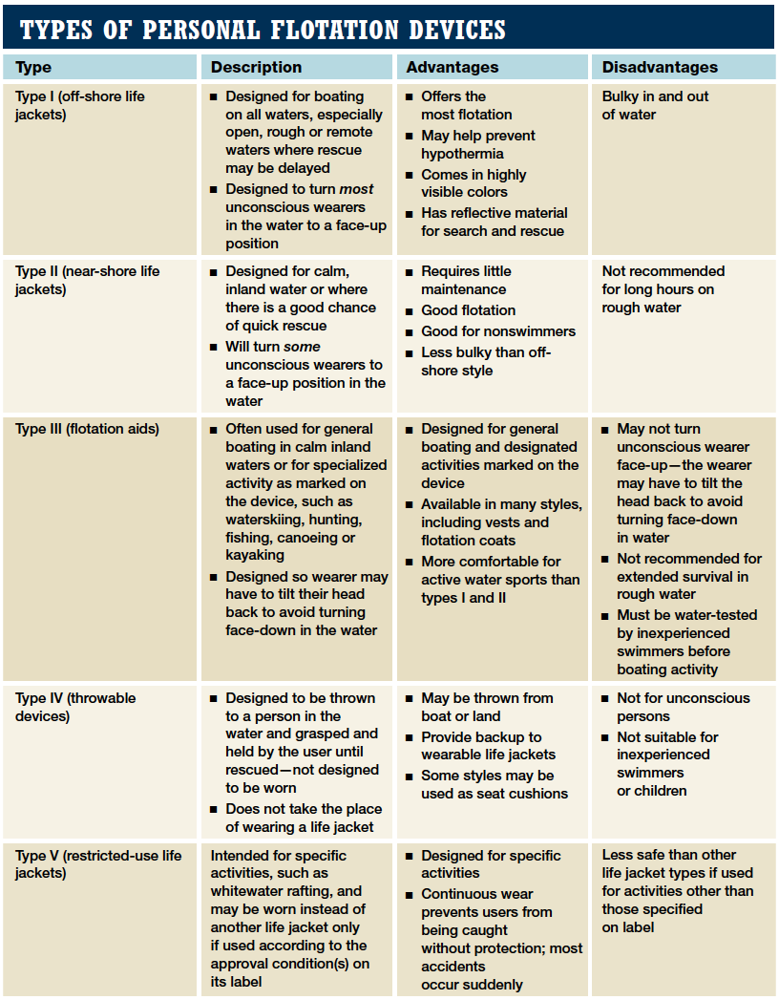 TYPES OF PERSONAL FLOTATION DEVICES
Type
Description
Advantages
Disadvantages
Type I (off-shore life
jackets)
■ Designed for boating
on all waters, especially
open, rough or remote
waters where rescue
may be delayed
■ Designed to turn most
unconscious wearers
in the water to a face-up
position
■ Offers the
most flotation
■ May help prevent
hypothermia
■ Comes in highly
visible colors
■ Has reflective material
for search and rescue
Bulky in and out
of water
Type II (near-shore life
jackets)
■ Designed for calm,
inland water or where
there is a good chance
of quick rescue
■ Will turn some
unconscious wearers to
a face-up position in the
water
■ Requires little
maintenance
■ Good flotation
■ Good for nonswimmers
■ Less bulky than off-
shore style
Not recommended
for long hours on
rough water
Type III (flotation aids)
■ Often used for general
boating in calm inland
waters or for specialized
activity as marked on
the device, such as
waterskiing, hunting,
fishing, canoeing or
kayaking
■ Designed so wearer may
have to tilt their head
back to avoid turning
face-down in the water
■ Designed for general
boating and designated
activities marked on the
device
■ Available in many styles,
including vests and
flotation coats
■ More comfortable for
active water sports than
types I and II
■ May not turn
unconscious wearer
face-up—the wearer
may have to tilt the
head back to avoid
turning face-down
in water
■ Not recommended for
extended survival in
rough water
■ Must be water-tested
by inexperienced
swimmers before
boating activity
Type IV (throwable
devices)
■ Designed to be thrown
to a person in the
water and grasped and
held by the user until
rescued—not designed
to be worn
■ Does not take the place
of wearing a life jacket
■ May be thrown from
boat or land
■ Provide backup to
wearable life jackets
■ Some styles may be
used as seat cushions
■ Not for unconscious
persons
■ Not suitable for
inexperienced
swimmers
or children
Type V (restricted-use life
jackets)
Intended for specific
activities, such as
whitewater rafting, and
may be worn instead of
another life jacket only
if used according to the
approval condition(s) on
its label
■ Designed for specific
activities
■ Continuous wear
prevents users from
being caught
without protection; most
accidents
occur suddenly
Less safe than other
life jacket types if used
for activities other than
those specified
on label